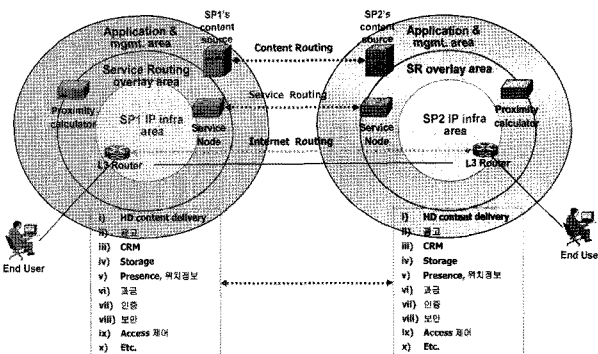 SP1's
content
source
Application &
mgmt. area
Service Routing
overlay area
Proximity
calculator
SP1 IP infra
area
Service
Node
L3 Router
End User
Content Routing
Service Routing
Internet Routing
SP2's
content
source
Application &
mgmt. area
SR overlay area
Proximity
calculator
SP2 IP infra
area
Service
Node
L3 Router
End Use
i) HD content delivery
ii) 광고
iii) CRM
iv) Storage
v) Presence, 위치정보
vi) 과금
vii) 인증
viii) 보안
ix) Access 제어
x) Etc.
i) HD content delivery
ii) 광고
iii) CRM
iv) Storage
v) Presence, 위치정보
vi) 과금
vii) 인증
viii) 보안
ix) Access 제어
x) Etc.